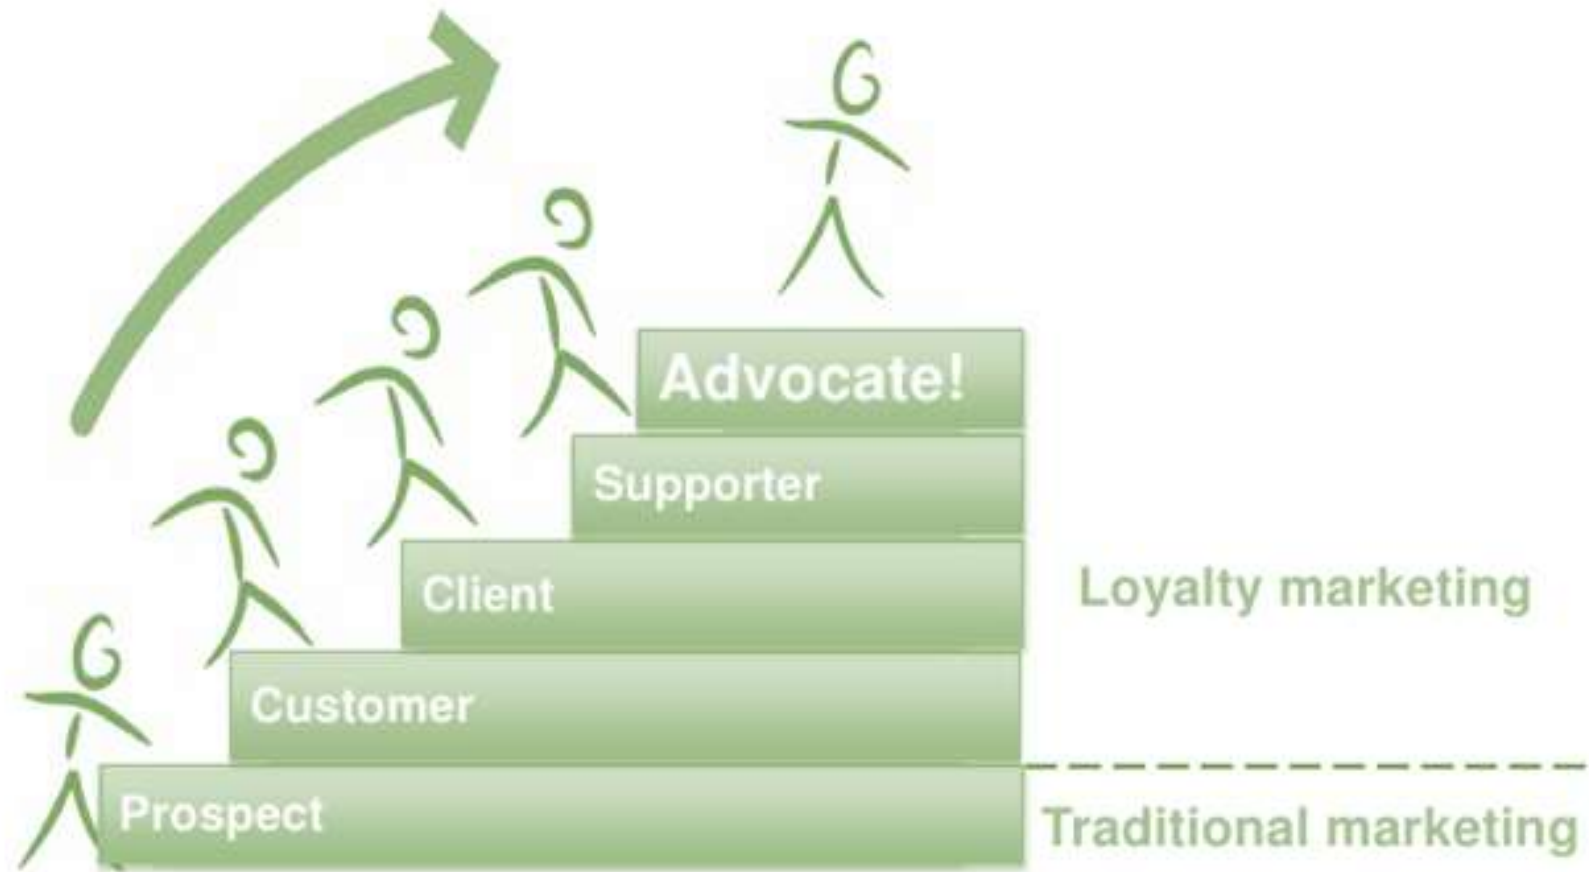 Advocate!
Supporter
Client
Loyalty marketing
Customer
Prospect
Traditional marketing